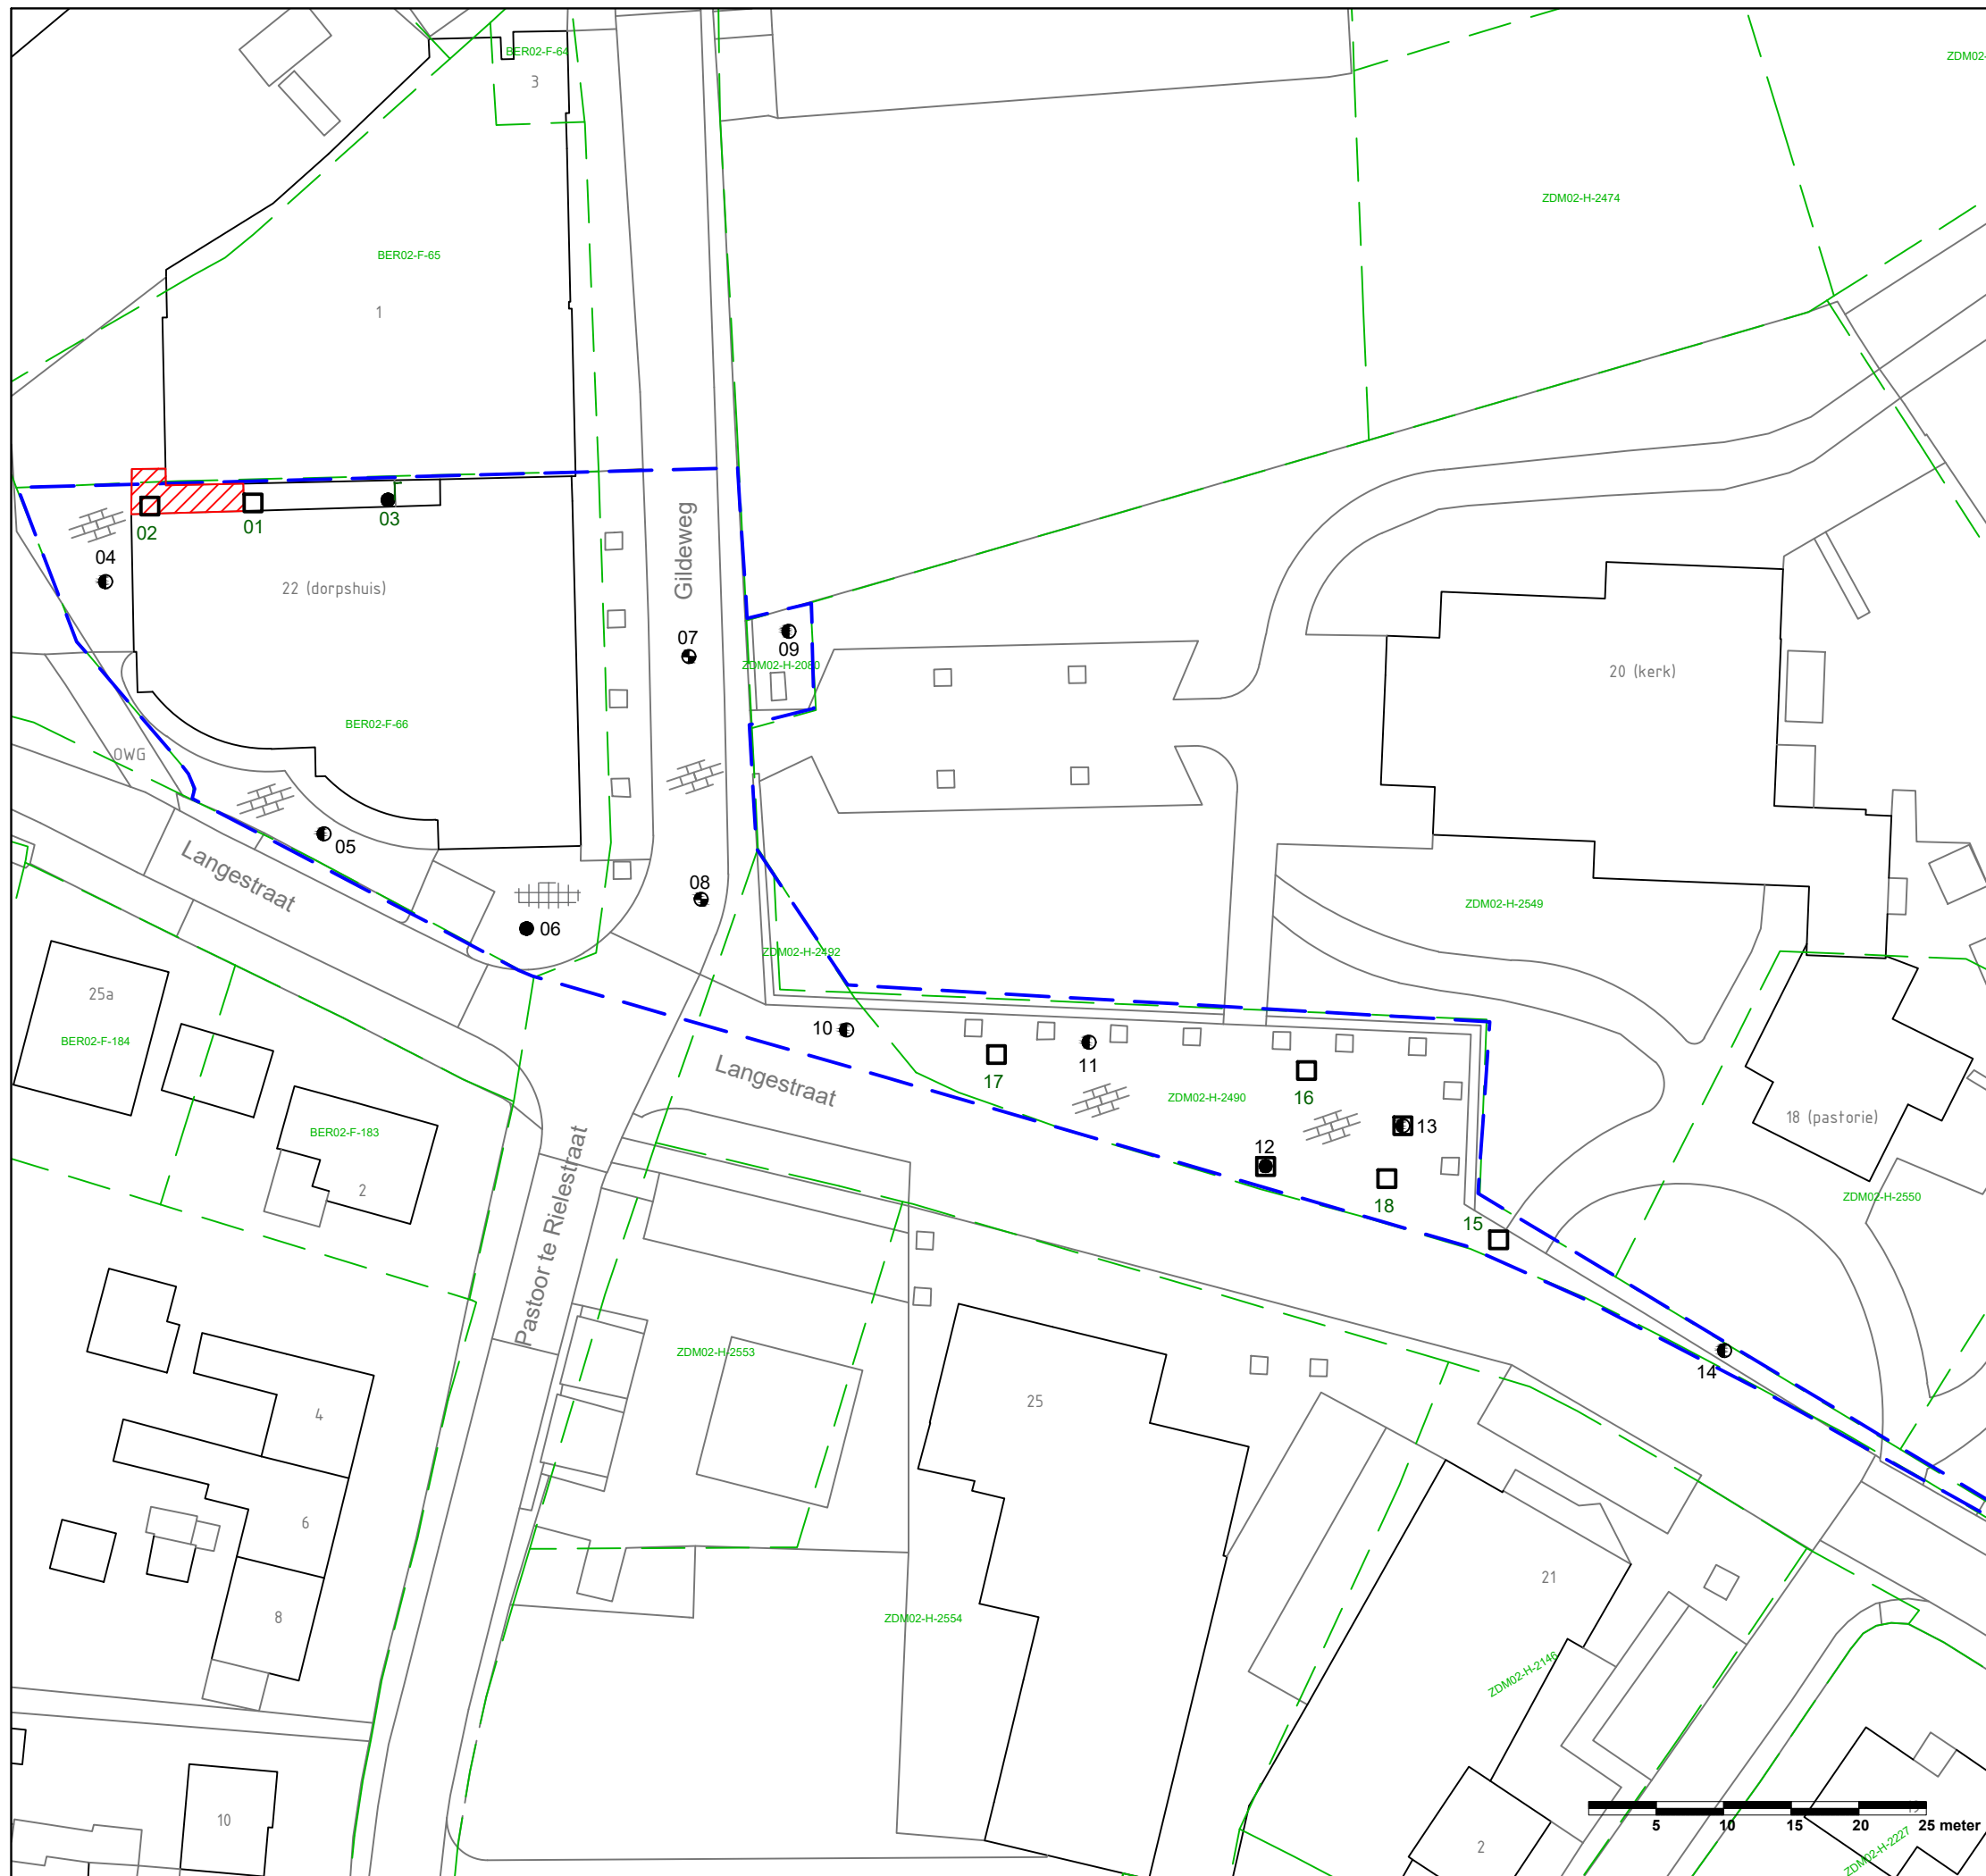 BER02-F-64
3
ZDM02-
ZDM02-H-2474
BER02-F-65
1
02
01
03
04
22 (dorpshuis)
Gildeweg
07
09
ZDM02-H-2080
20 (kerk)
BER02-F-66
OWG
05
Langestraat
08
06
ZDM02-H-2492
ZDM02-H-2549
25a
BER02-F-184
10
11
17
16
Langestraat
ZDM02-H-2490
13
12
18
15
18 (pastorie)
BER02-F-183
2
ZDM02-H-2550
Pastoor te Rielestraat
ZDM02-H-2553
14
25
4
6
21
8
ZDM02-H-2554
ZDM02-H-2146
10
2
19
5 10 15 20 25 meter
ZDM02-H-2227